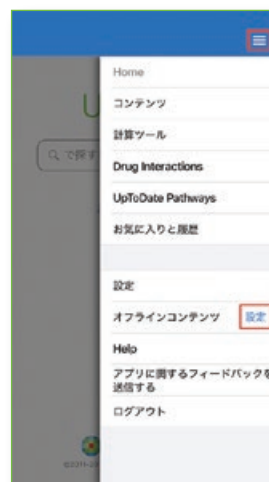 Home
コンテンツ
計算ツール
Drug Interactions
UpToDate Pathways
で探す
お気に入りと履歴
設定
オフラインコンテンツ 設定
Help
アプリに関するフィードバックを
送信する
ログアウト